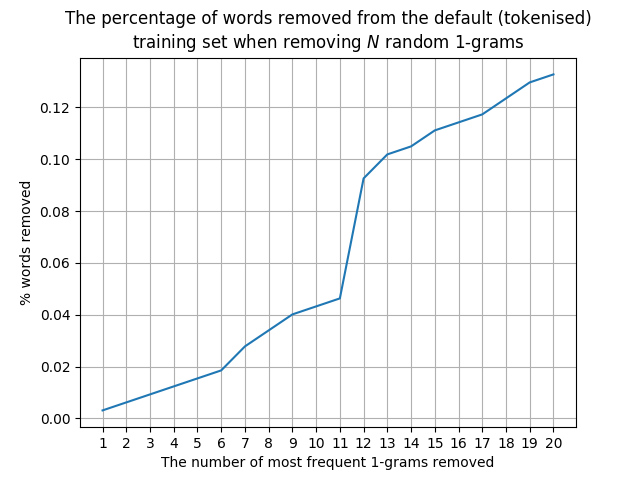 The percentage of words removed from the default (tokenised)
training set when removing N random 1-grams
% words removed
0.12
0.10
0.08
0.06
0.04
0.02
0.00
1 2 3 4 5 6 7 8 9 10 11 12 13 14 15 16 17 18 19 20
The number of most frequent 1-grams removed